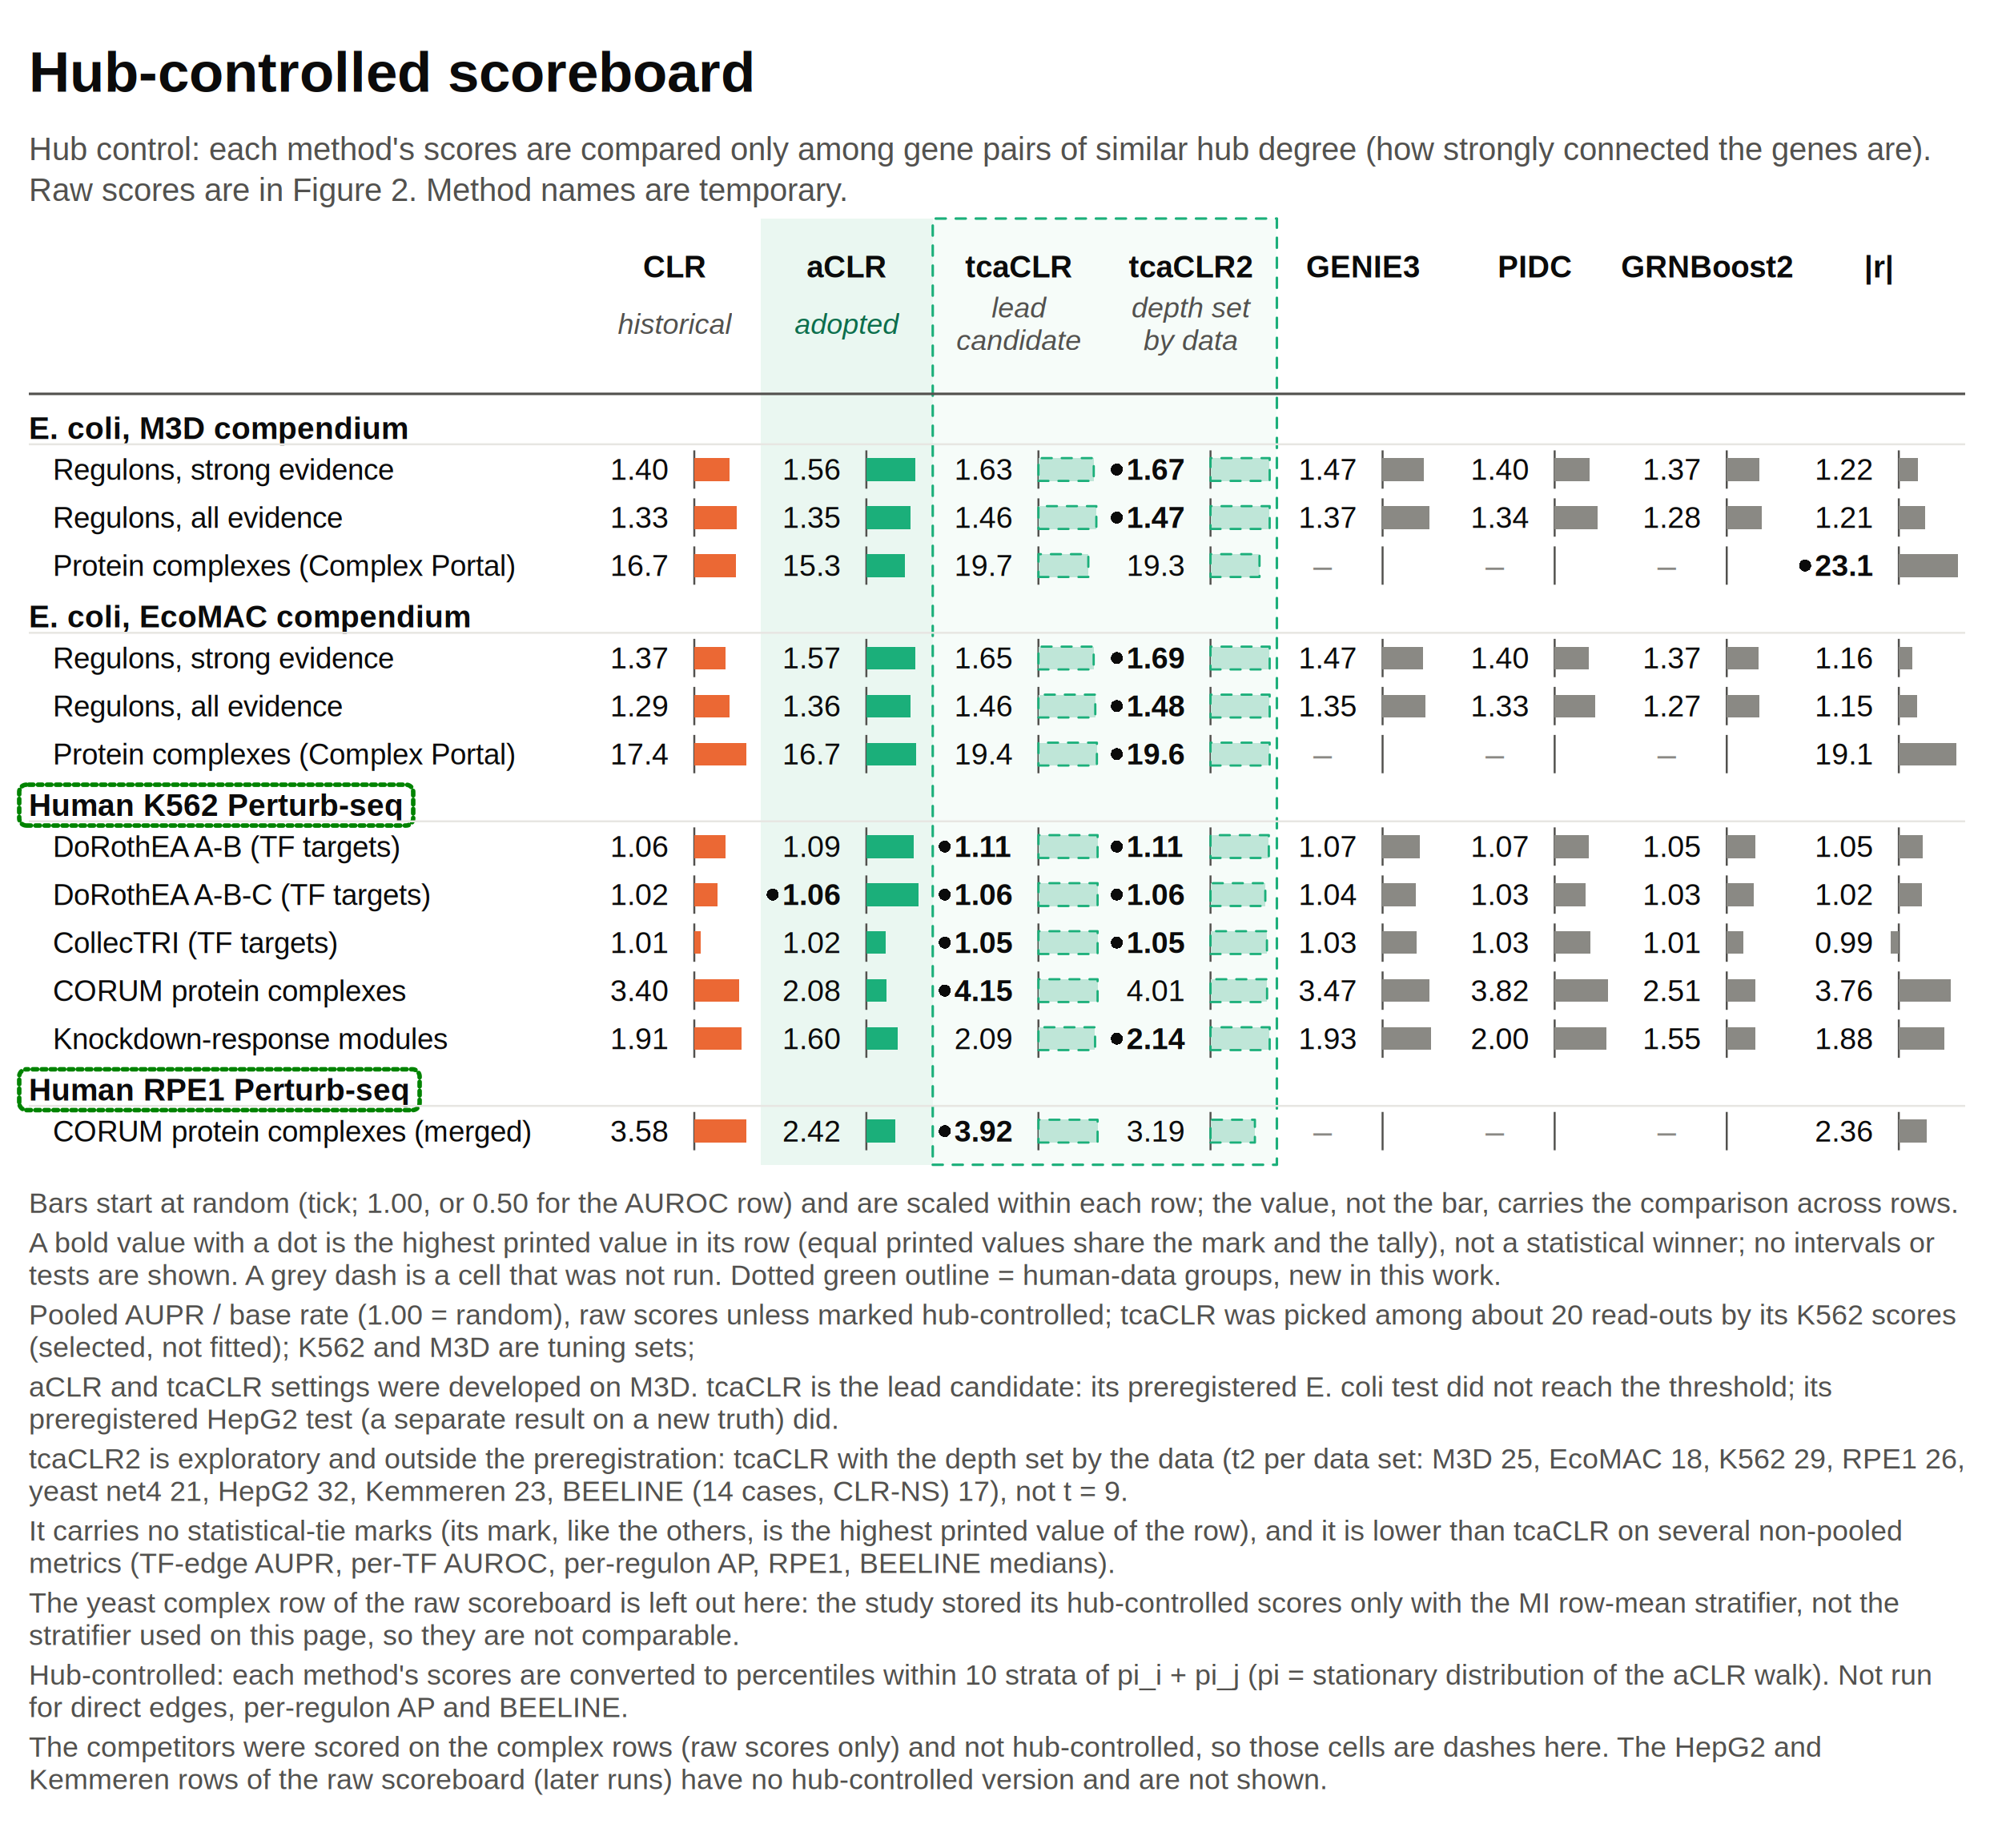 Hub-controlled scoreboard
Hub control: each method's scores are compared only among gene pairs of similar hub degree (how strongly connected the genes are).
Raw scores are in Figure 2. Method names are temporary.
CLR aCLR tcaCLR tcaCLR2 GENIE3 PIDC GRNBoost2 |r|
historical adopted lead candidate depth set by data
E. coli, M3D compendium
Regulons, strong evidence 1.40 1.56 1.63 ●1.67 1.47 1.40 1.37 1.22
Regulons, all evidence 1.33 1.35 1.46 ●1.47 1.37 1.34 1.28 1.21
Protein complexes (Complex Portal) 16.7 15.3 19.7 19.3 – – – ●23.1
E. coli, EcoMAC compendium
Regulons, strong evidence 1.37 1.57 1.65 ●1.69 1.47 1.40 1.37 1.16
Regulons, all evidence 1.29 1.36 1.46 ●1.48 1.35 1.33 1.27 1.15
Protein complexes (Complex Portal) 17.4 16.7 19.4 ●19.6 – – – 19.1
Human K562 Perturb-seq
DoRothEA A-B (TF targets) 1.06 1.09 ●1.11 ●1.11 1.07 1.07 1.05 1.05
DoRothEA A-B-C (TF targets) 1.02 ●1.06 ●1.06 ●1.06 1.04 1.03 1.03 1.02
CollecTRI (TF targets) 1.01 1.02 ●1.05 ●1.05 1.03 1.03 1.01 0.99
CORUM protein complexes 3.40 2.08 ●4.15 4.01 3.47 3.82 2.51 3.76
Knockdown-response modules 1.91 1.60 2.09 ●2.14 1.93 2.00 1.55 1.88
Human RPE1 Perturb-seq
CORUM protein complexes (merged) 3.58 2.42 ●3.92 3.19 – – – 2.36
Bars start at random (tick; 1.00, or 0.50 for the AUROC row) and are scaled within each row; the value, not the bar, carries the comparison across rows.
A bold value with a dot is the highest printed value in its row (equal printed values share the mark and the tally), not a statistical winner; no intervals or
tests are shown. A grey dash is a cell that was not run. Dotted green outline = human-data groups, new in this work.
Pooled AUPR / base rate (1.00 = random), raw scores unless marked hub-controlled; tcaCLR was picked among about 20 read-outs by its K562 scores
(selected, not fitted); K562 and M3D are tuning sets;
aCLR and tcaCLR settings were developed on M3D. tcaCLR is the lead candidate: its preregistered E. coli test did not reach the threshold; its
preregistered HepG2 test (a separate result on a new truth) did.
tcaCLR2 is exploratory and outside the preregistration: tcaCLR with the depth set by the data (t2 per data set: M3D 25, EcoMAC 18, K562 29, RPE1 26,
yeast net4 21, HepG2 32, Kemmeren 23, BEELINE (14 cases, CLR-NS) 17), not t = 9.
It carries no statistical-tie marks (its mark, like the others, is the highest printed value of the row), and it is lower than tcaCLR on several non-pooled
metrics (TF-edge AUPR, per-TF AUROC, per-regulon AP, RPE1, BEELINE medians).
The yeast complex row of the raw scoreboard is left out here: the study stored its hub-controlled scores only with the MI row-mean stratifier, not the
stratifier used on this page, so they are not comparable.
Hub-controlled: each method's scores are converted to percentiles within 10 strata of pi_i + pi_j (pi = stationary distribution of the aCLR walk). Not run
for direct edges, per-regulon AP and BEELINE.
The competitors were scored on the complex rows (raw scores only) and not hub-controlled, so those cells are dashes here. The HepG2 and
Kemmeren rows of the raw scoreboard (later runs) have no hub-controlled version and are not shown.